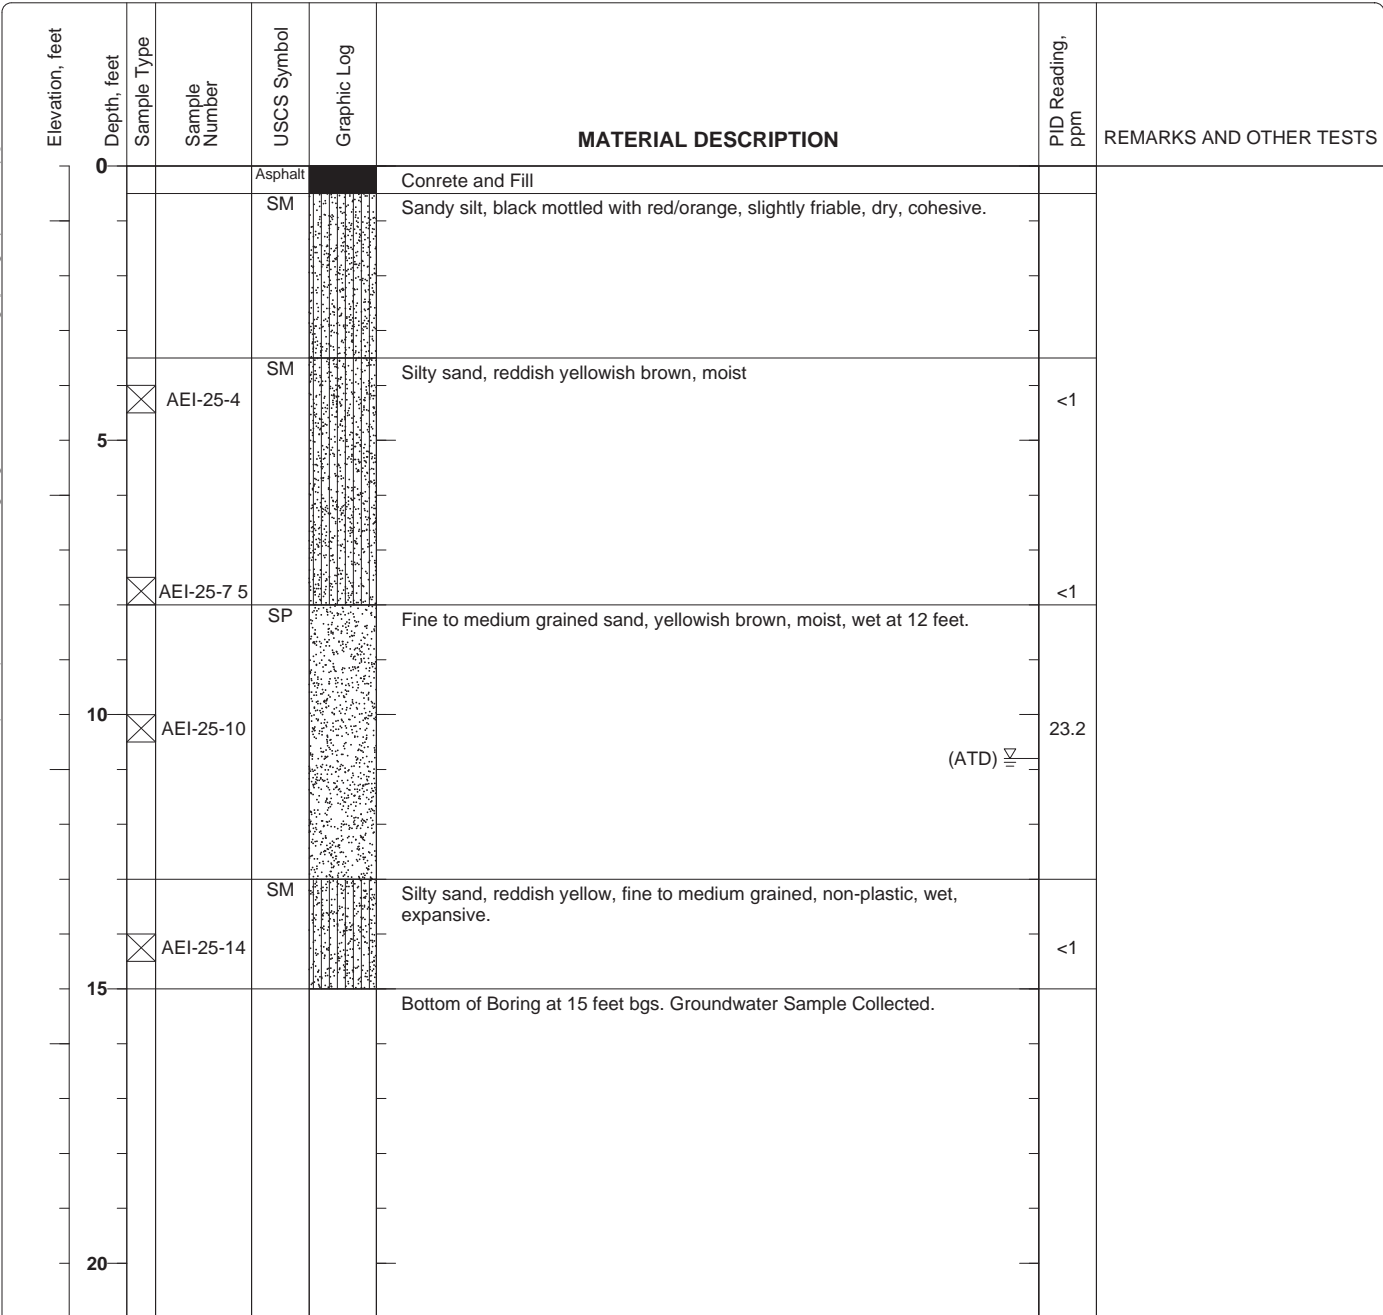 Elevation, feet
Depth, feet
Sample Type
Sample
Number
USCS Symbol
Graphic Log
MATERIAL DESCRIPTION
PID Reading,
ppm
REMARKS AND OTHER TESTS
0
Asphalt
Conrete and Fill
SM
Sandy silt, black mottled with red/orange, slightly friable, dry, cohesive.
SM
Silty sand, reddish yellowish brown, moist
AEI-25-4
<1
5
AEI-25-7 5
<1
SP
Fine to medium grained sand, yellowish brown, moist, wet at 12 feet.
10
AEI-25-10
23.2
(ATD)
SM
Silty sand, reddish yellow, fine to medium grained, non-plastic, wet,
expansive.
AEI-25-14
<1
15
Bottom of Boring at 15 feet bgs. Groundwater Sample Collected.
20